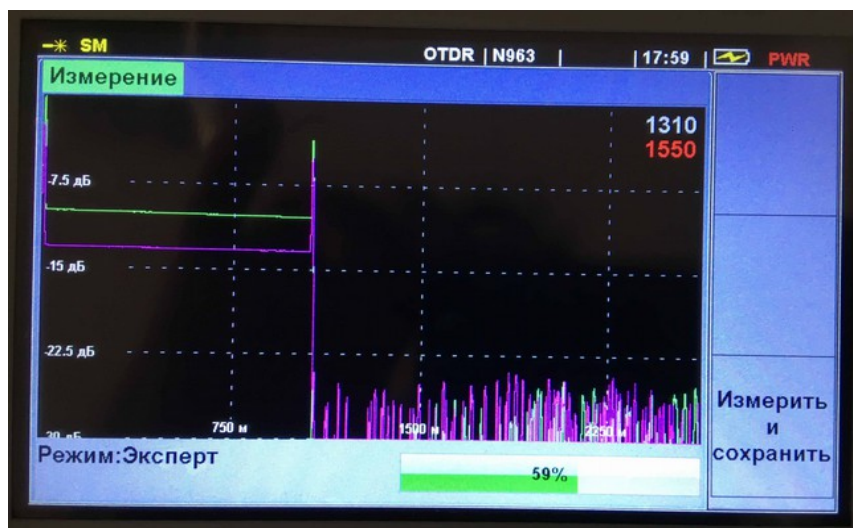 SM
OTDR | N963 | | 17:59 | PWR
Измерение
1310
1550
-7.5 дБ
-15 дБ
-22.5 дБ
750 м
1500 м
2250 м
Режим:Эксперт
59%
Измерить
и
сохранить